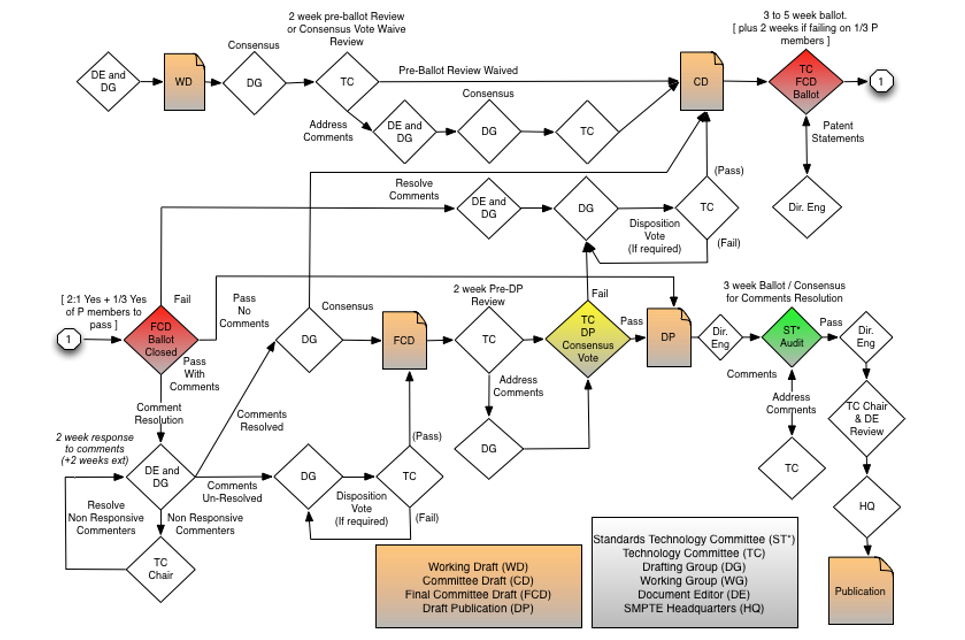 2 week pre-ballot Review
or Consensus Vote Waive
Review
3 to 5 week ballot.
[ plus 2 weeks if failing on 1/3 P
members ]
Consensus
DE and
DG
WD
DG
TC
Pre-Ballot Review Waived
CD
TC
FCD
Ballot
1
Address
Comments
Consensus
DE and
DG
DG
TC
Patent
Statements
Resolve
Comments
DE and
DG
DG
Disposition
Vote
(If required)
TC
(Pass)
(Fail)
Dir. Eng
[ 2:1 Yes + 1/3 Yes
of P members to
pass ]
Fail
1
FCD
Ballot
Closed
Pass
No
Comments
Pass
With
Comments
Consensus
DG
FCD
2 week Pre-DP
Review
TC
Fail
TC
DP
Consensus
Vote
Pass
DP
Dir.
Eng
3 week Ballot / Consensus
for Comments Resolution
ST*
Audit
Pass
Dir.
Eng
Comments
Address
Comments
TC
TC Chair
& DE
Review
HQ
Publication
Address
Comments
DG
Comment
Resolution
2 week response
to comments
(+2 weeks ext)
DE and
DG
Comments
Resolved
Comments
Un-Resolved
DG
Disposition
Vote
(If required)
TC
(Pass)
(Fail)
Resolve
Non Responsive
Commenters
Non Responsive
Commenters
TC
Chair
Working Draft (WD)
Committee Draft (CD)
Final Committee Draft (FCD)
Draft Publication (DP)
Standards Technology Committee (ST*)
Technology Committee (TC)
Drafting Group (DG)
Working Group (WG)
Document Editor (DE)
SMPTE Headquarters (HQ)